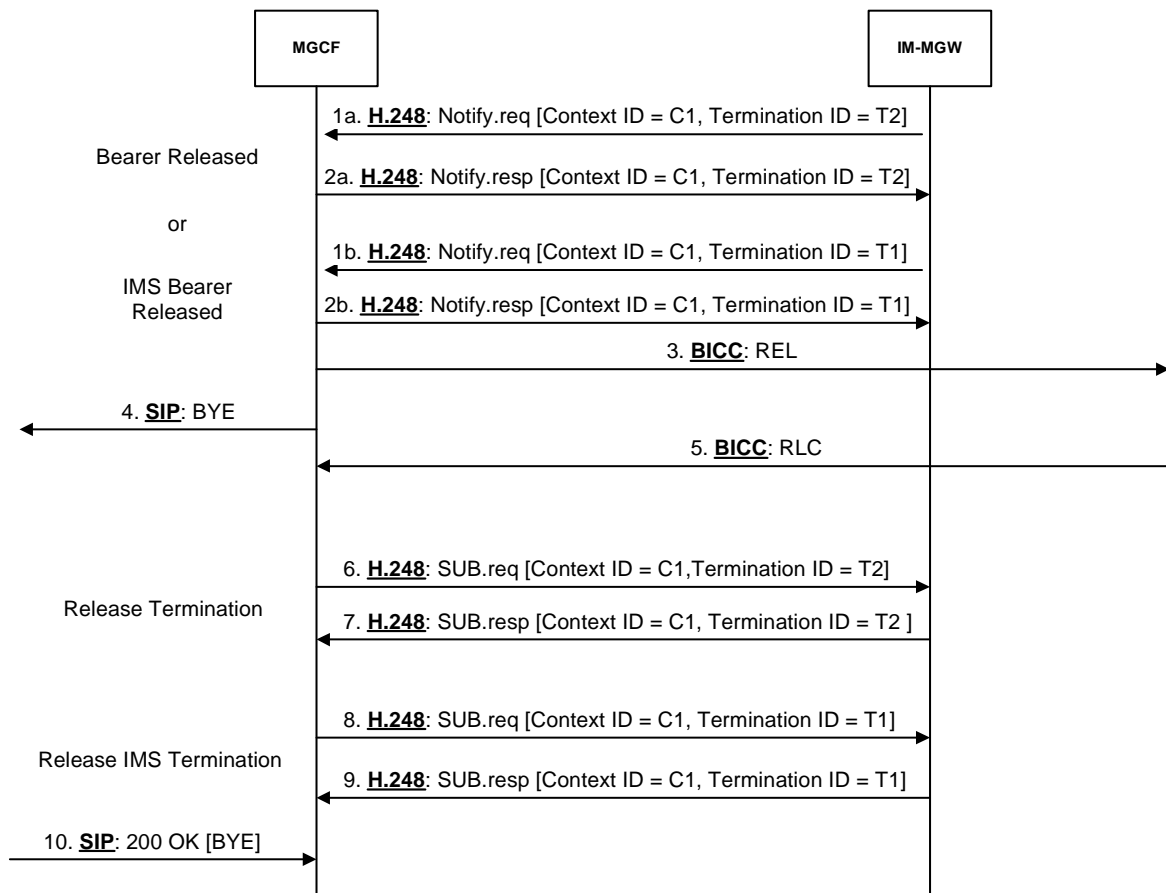 MGCF
IM-MGW
1a. H.248: Notify.req [Context ID = C1, Termination ID = T2]
Bearer Released
2a. H.248: Notify.resp [Context ID = C1, Termination ID = T2]
or
1b. H.248: Notify.req [Context ID = C1, Termination ID = T1]
IMS Bearer
Released
2b. H.248: Notify.resp [Context ID = C1, Termination ID = T1]
3. BICC: REL
4. SIP: BYE
5. BICC: RLC
6. H.248: SUB.req [Context ID = C1,Termination ID = T2]
Release Termination
7. H.248: SUB.resp [Context ID = C1, Termination ID = T2 ]
8. H.248: SUB.req [Context ID = C1, Termination ID = T1]
Release IMS Termination
9. H.248: SUB.resp [Context ID = C1, Termination ID = T1]
10. SIP: 200 OK [BYE]